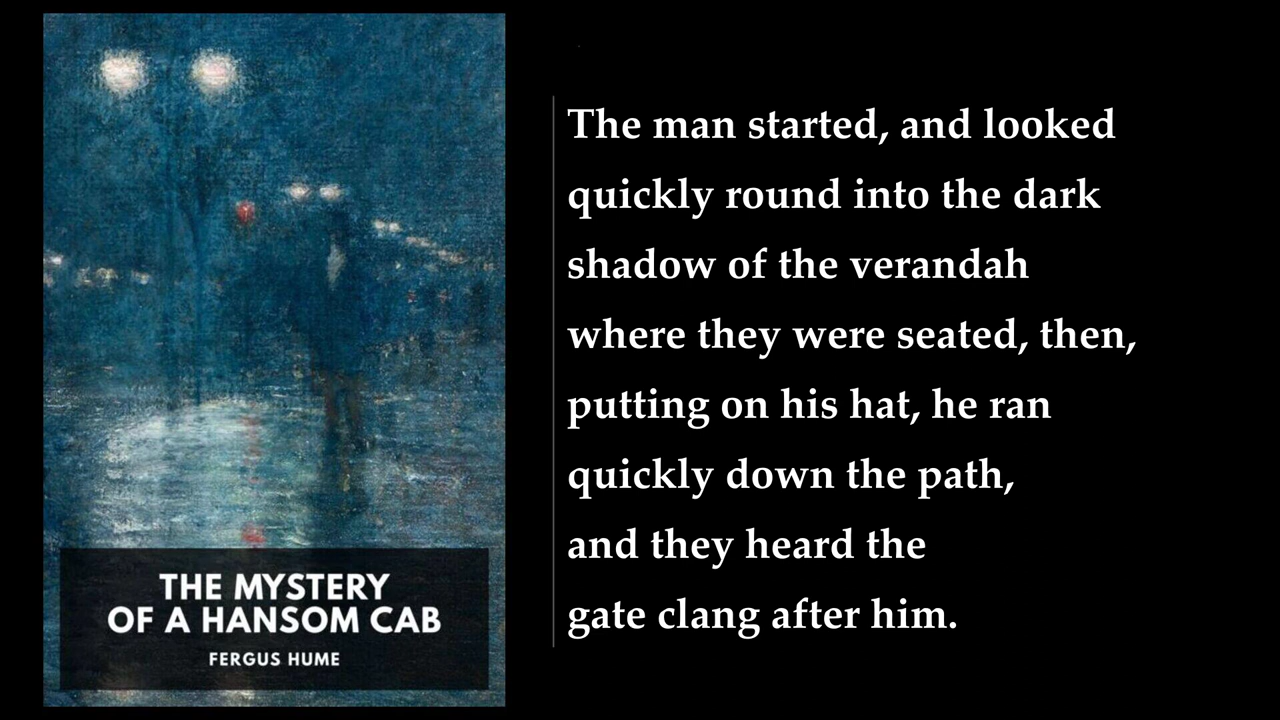 THE MYSTERY
OF A HANSOM CAB
FERGUS HUME
The man started, and looked
quickly round into the dark
shadow of the verandah
where they were seated, then,
putting on his hat, he ran
quickly down the path,
and they heard the
gate clang after him.